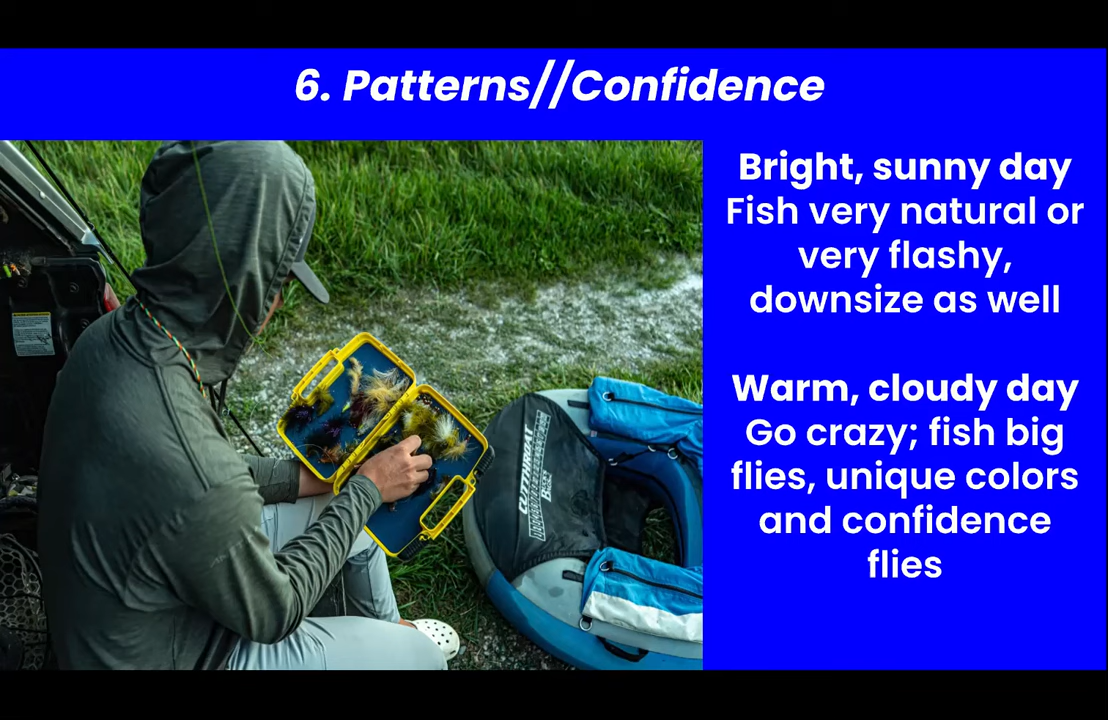 6. Patterns//Confidence
Bright, sunny day
Fish very natural or
very flashy,
downsize as well
Warm, cloudy day
Go crazy; fish big
flies, unique colors
and confidence
flies
CUTTHROAT